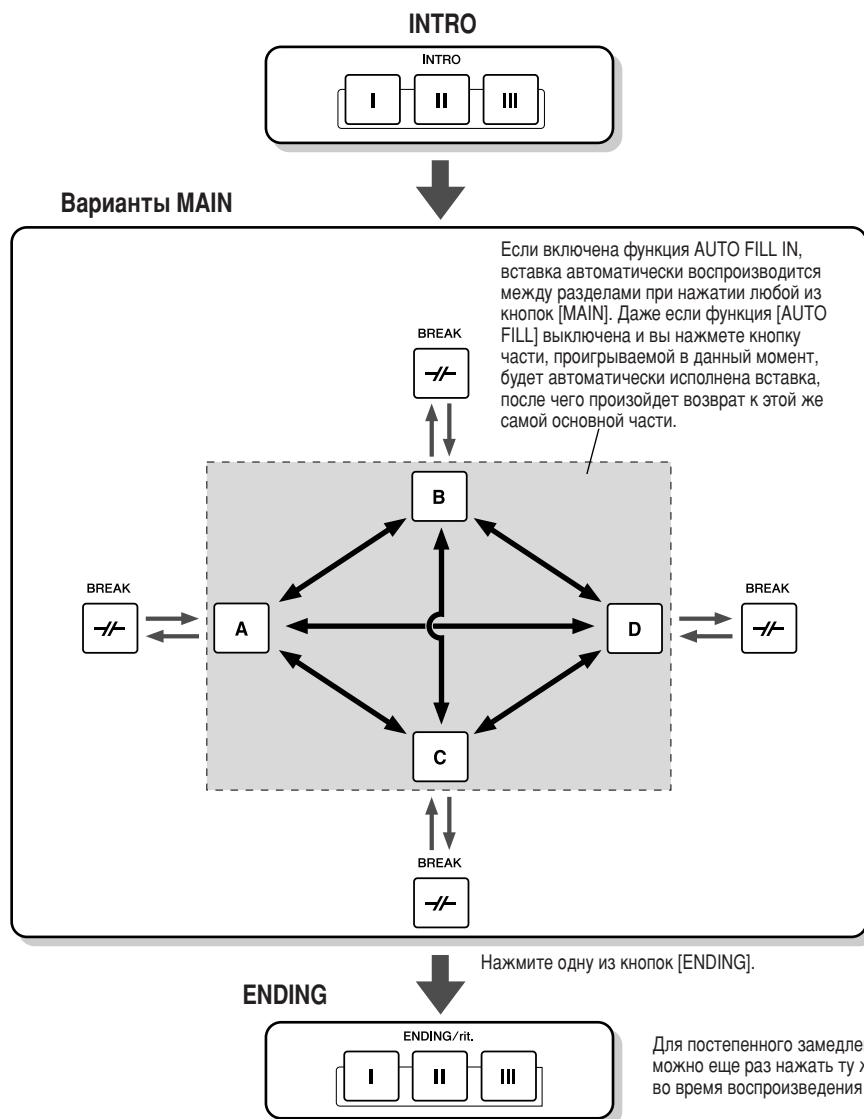 INTRO
INTRO
I II III
Варианты MAIN
Если включена функция AUTO FILL IN,
вставка автоматически воспроизводится
между разделами при нажатии любой из
кнопок [MAIN]. Даже если функция [AUTO
FILL] выключена и вы нажмете кнопку
части, проигрываемой в данный момент,
будет автоматически исполнена вставка,
после чего произойдет возврат к этой же
самой основной части.
BREAK
B
BREAK
A
D
BREAK
C
BREAK
Нажмите одну из кнопок [ENDING].
ENDING
ENDING/rit.
I II III
Для постепенного
можно еще раз нажать ту
во время воспроизведения